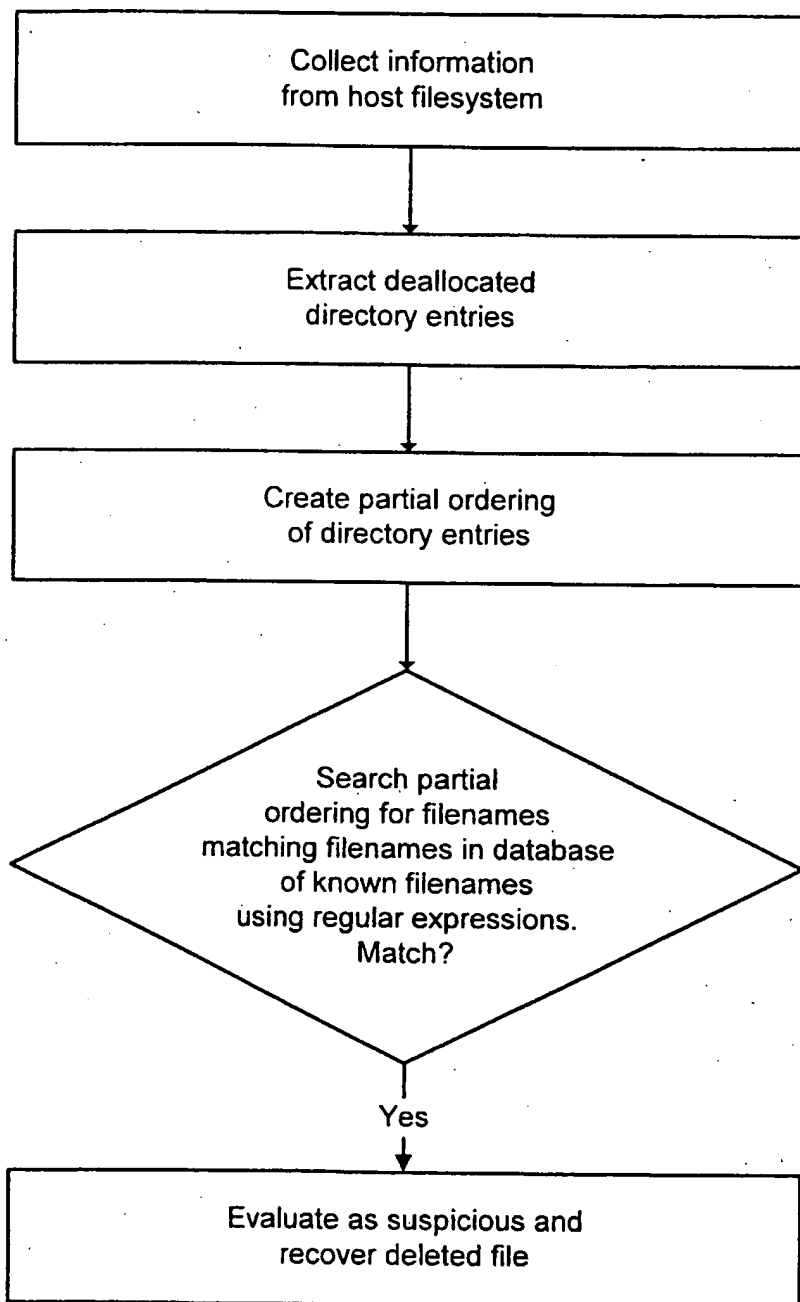 Collect information
from host filesystem
Extract deallocated
directory entries
Create partial ordering
of directory entries
Search partial
ordering for filenames
matching filenames in database
of known filenames
using regular expressions.
Match?
Yes
Evaluate as suspicious and
recover deleted file